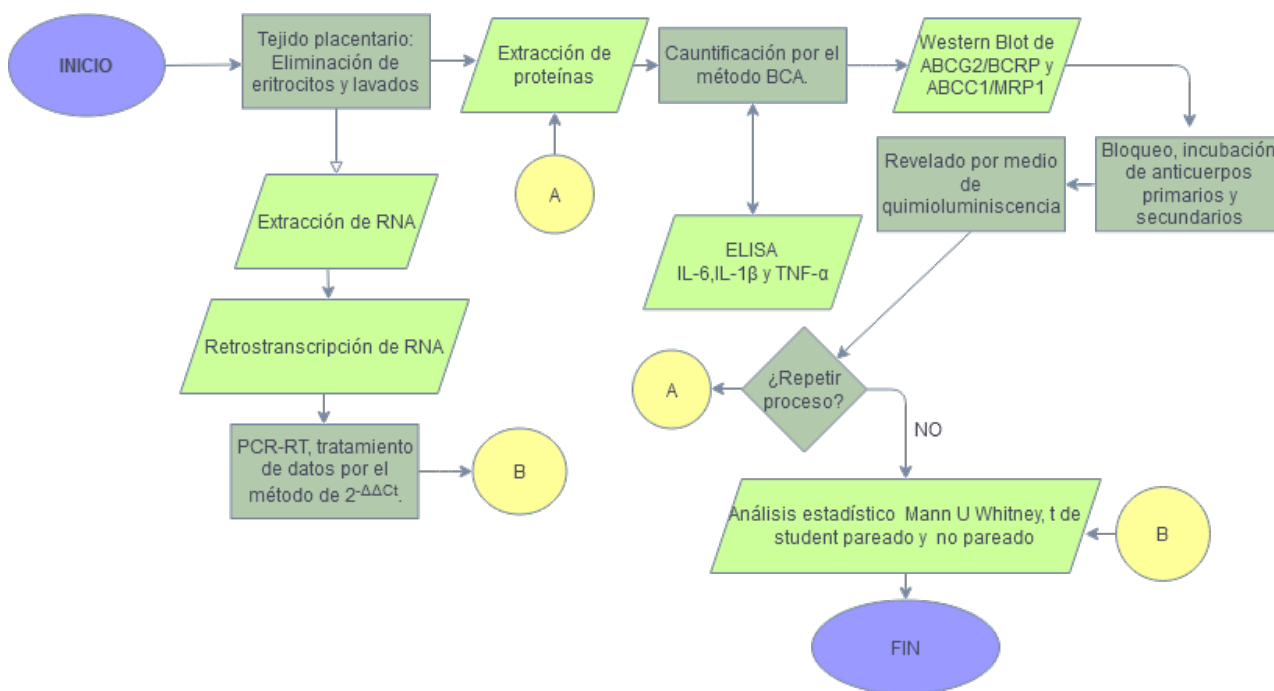 INICIO
Tejido placentario:
Eliminación de
eritrocitos y lavados
Extracción de
proteínas
Cauntificación por el
método BCA.
Western Blot de
ABCG2/BCRP y
ABCC1/MRP1
Bloqueo, incubación
de anticuerpos
primarios y
secundarios
Revelado por medio
de
quimioluminiscencia
A
Extracción de RNA
ELISA
IL-6,IL-1β y TNF-α
Retrostranscripción de RNA
A
¿Repetir
proceso?
NO
PCR-RT, tratamiento
de datos por el
método de 2-ΔΔCt.
B
Análisis estadístico Mann U Whitney, t de
student pareado y no pareado
B
FIN